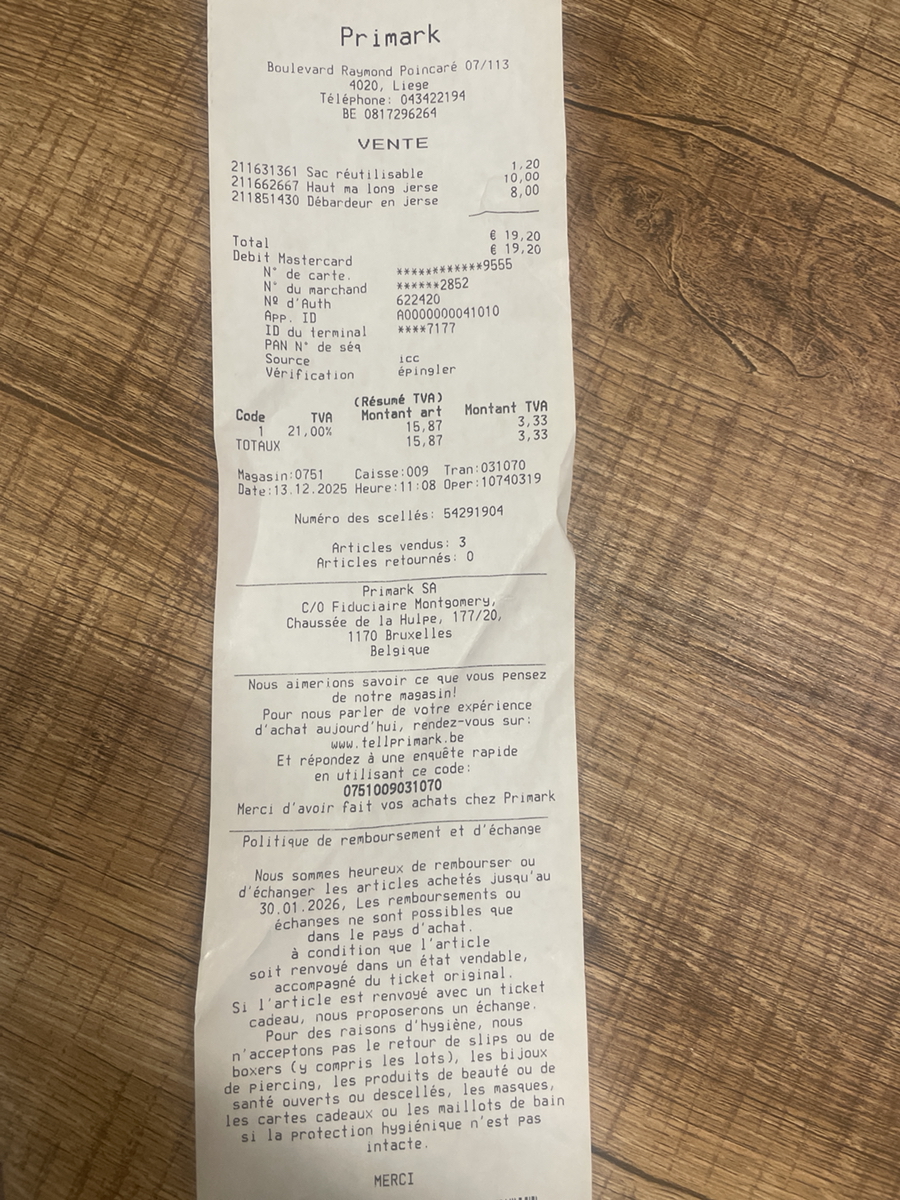 Primark
Boulevard Raymond Poincaré 07/113
4020, Liege
Téléphone: 043422194
BE 0817296264
VENTE
211631361 Sac réutilisable 1,20
211662667 Haut ma long jerse 10,00
211851430 Débardeur en jerse 8,00
Total € 19,20
Debit Mastercard € 19,20
N° de carte. ************9555
N° du marchand ******2852
Nº d'Auth 622420
App. ID A0000000041010
ID du terminal ****7177
PAN N° de séq
Source icc
Vérification épingler
(Résumé TVA)
Code TVA Montant art Montant TVA
1 21,00% 15,87 3,33
TOTAUX 15,87 3,33
Magasin:0751 Caisse:009 Tran:031070
Date:13.12.2025 Heure:11:08 Oper:10740319
Numéro des scellés: 54291904
Articles vendus: 3
Articles retournés: 0
Primark SA
C/O Fiduciaire Montgomery,
Chaussée de la Hulpe, 177/20,
1170 Bruxelles
Belgique
Nous aimerions savoir ce que vous pensez
de notre magasin!
Pour nous parler de votre expérience
d'achat aujourd'hui, rendez-vous sur:
www.tellprimark.be
Et répondez à une enquête rapide
en utilisant ce code:
0751009031070
Merci d'avoir fait vos achats chez Primark
Politique de remboursement et d'échange
Nous sommes heureux de rembourser ou
d'échanger les articles achetés jusqu'au
30.01.2026, Les remboursements ou
échanges ne sont possibles que
dans le pays d'achat.
à condition que l'article
soit renvoyé dans un état vendable,
accompagné du ticket original.
Si l'article est renvoyé avec un ticket
cadeau, nous proposerons un échange.
Pour des raisons d'hygiène, nous
n'acceptons pas le retour de slips ou de
boxers (y compris les lots), les bijoux
de piercing, les produits de beauté ou de
santé ouverts ou descellés, les masques,
les cartes cadeaux ou les maillots de bain
si la protection hygiénique n'est pas
intacte.
MERCI